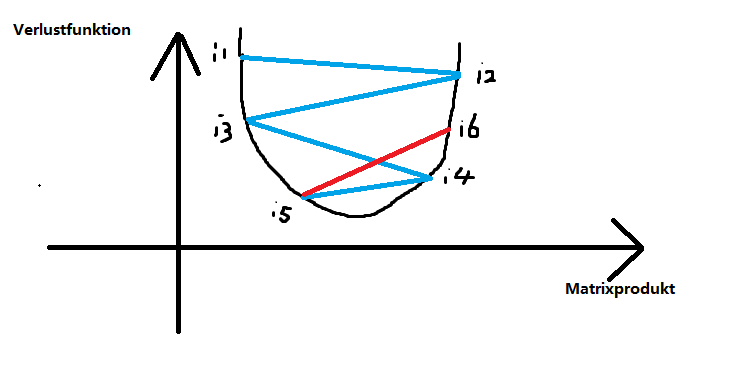 Verlustfunktion
i1
i2
i3
i6
i4
i5
Matrixprodukt